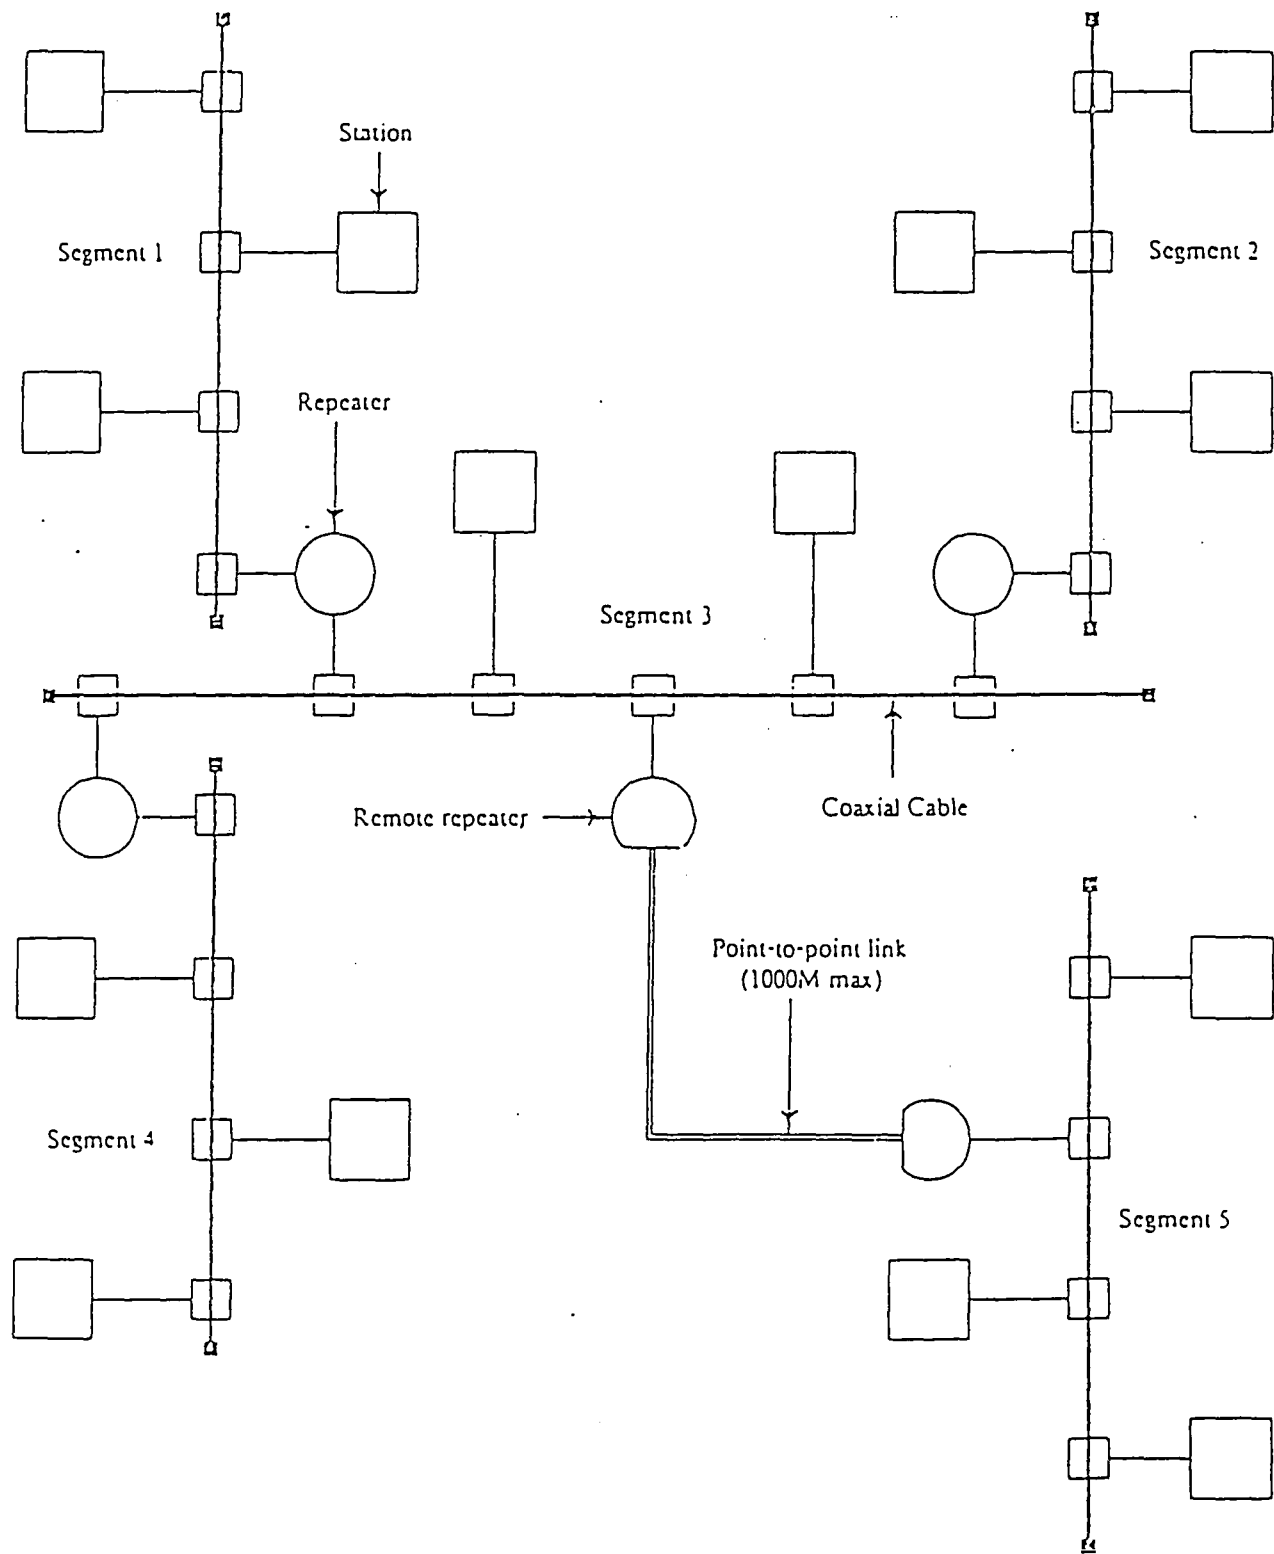 Station
Segment 1
Segment 2
Repeater
Segment 3
Remote repeater
Coaxial Cable
Point-to-point link
(1000M max)
Segment 4
Segment 5